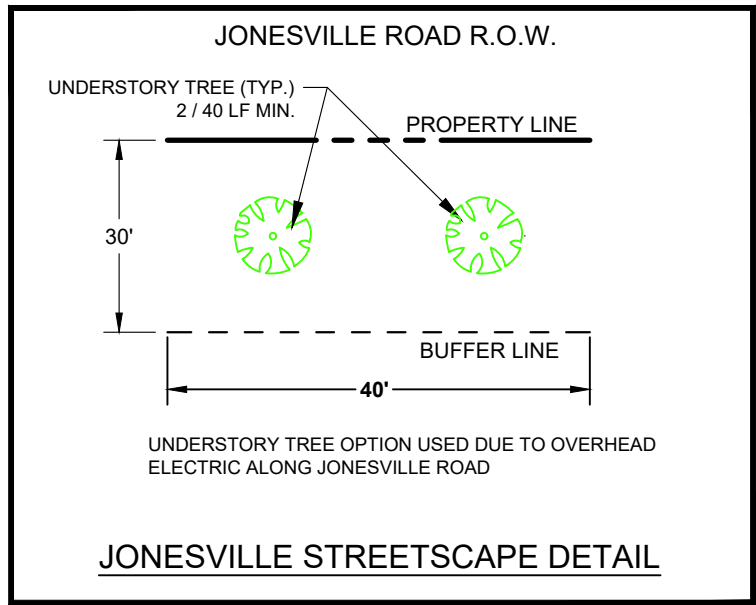 JONESVILLE ROAD R.O.W.
UNDERSTORY TREE (TYP.)
2 / 40 LF MIN.
PROPERTY LINE
30'
BUFFER LINE
40'
UNDERSTORY TREE OPTION USED DUE TO OVERHEAD
ELECTRIC ALONG JONESVILLE ROAD
JONESVILLE STREETSCAPE DETAIL